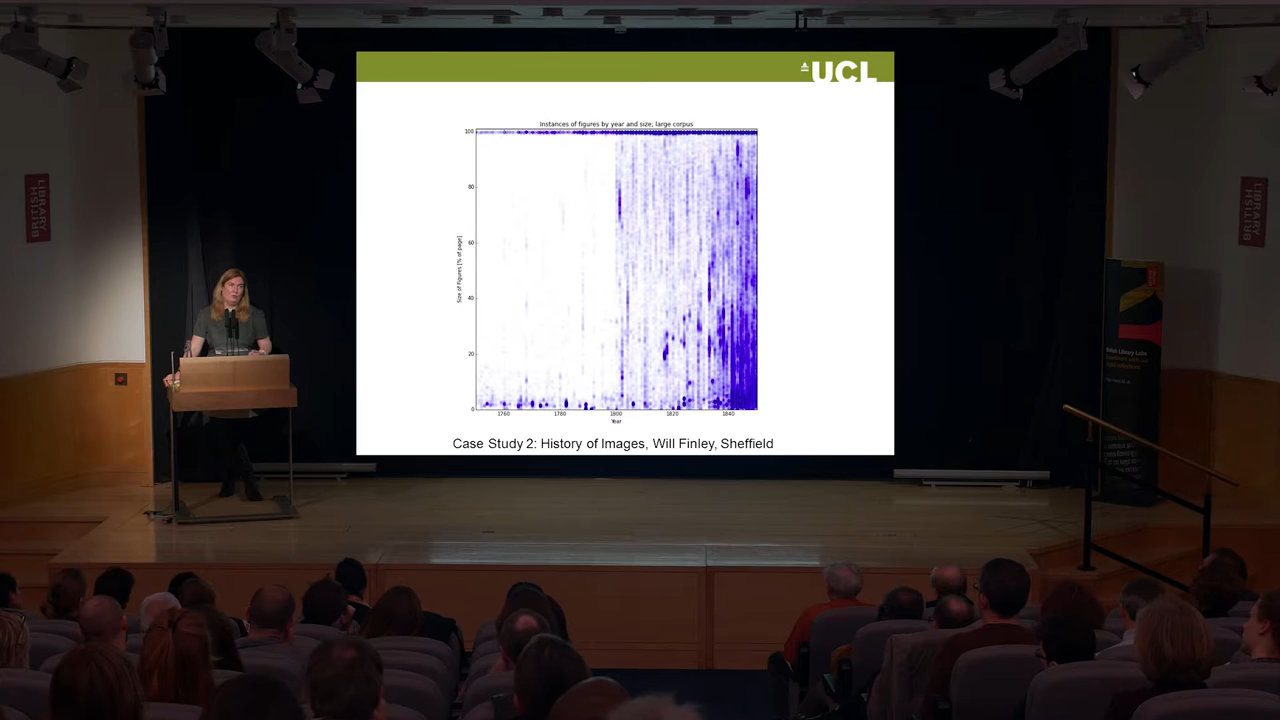 UCL
Instances of figures by year and size: large corpus
100
80
60
40
20
0
Size of Figures [% of page]
1760
1780
1800
1820
1840
Year
Case Study 2: History of Images, Will Finley, Sheffield
BRITISH
LIBRARY
BRITISH
LIBRARY
British Library Labs